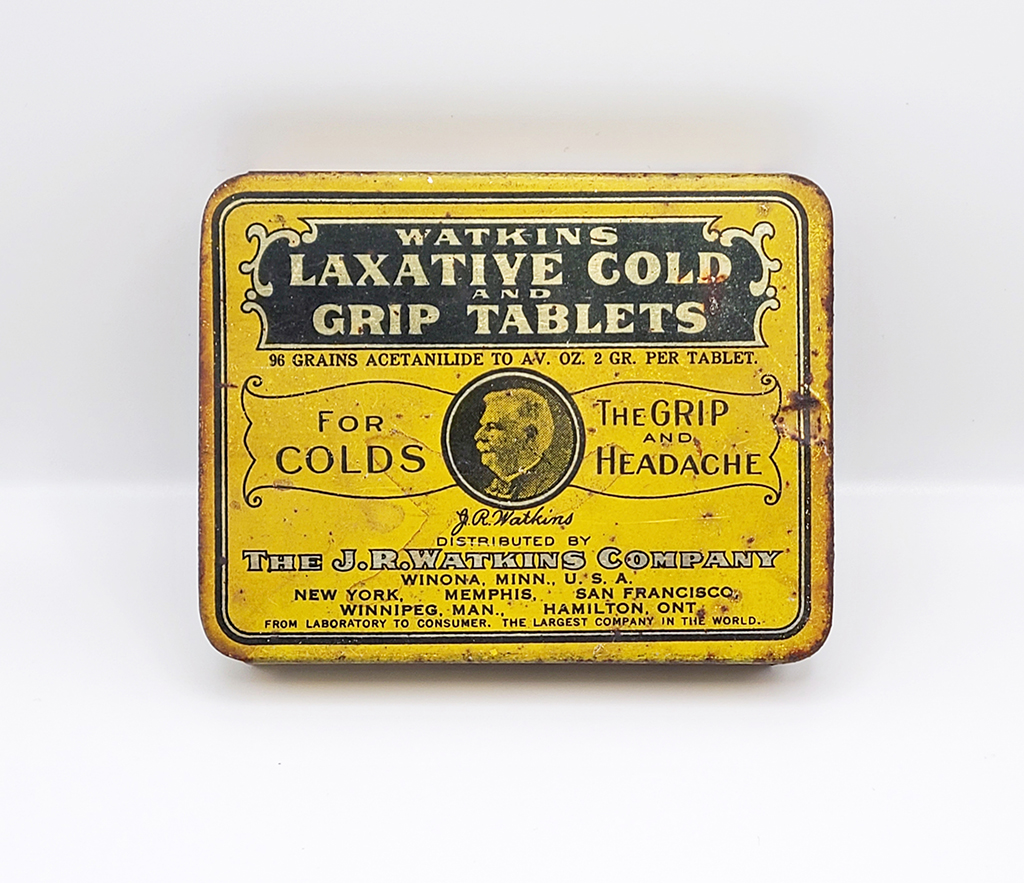 WATKINS
LAXATIVE COLD
AND
GRIP TABLETS
96 GRAINS ACETANILIDE TO AV. OZ. 2 GR. PER TABLET.
FOR
COLDS
THE GRIP
AND
HEADACHE
J.R. Watkins
DISTRIBUTED BY
THE J.R. WATKINS COMPANY
WINONA, MINN., U.S.A.
NEW YORK, MEMPHIS, SAN FRANCISCO,
WINNIPEG, MAN., HAMILTON, ONT.
FROM LABORATORY TO CONSUMER. THE LARGEST COMPANY IN THE WORLD.